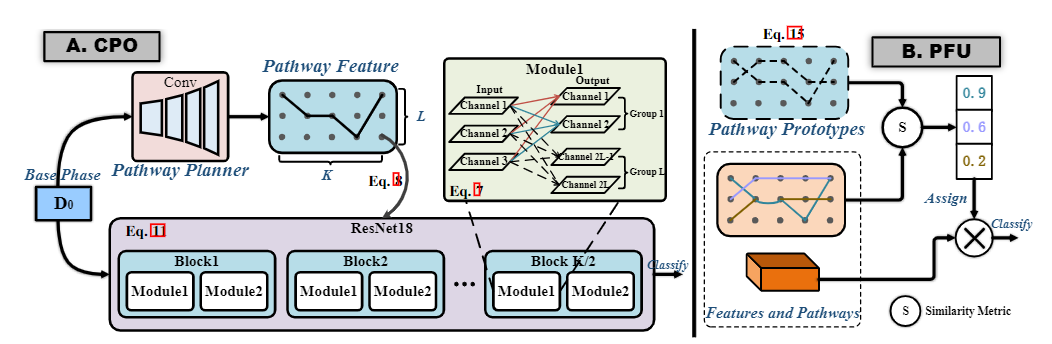 A. CPO
Conv
Pathway Planner
Pathway Feature
L
K
Base Phase
D0
Eq. 8
Module1
Input
Output
Channel 1
Channel 2
Channel 3
Channel 1
Channel 2
Channel 2L-1
Channel 2L
Group 1
Group L
Eq. 7
Eq. 11
ResNet18
Block1
Module1
Module2
Block2
Module1
Module2
...
Block K/2
Module1
Module2
Classify
Eq. 15
B. PFU
Pathway Prototypes
S
0.9
0.6
0.2
Assign
Classify
Features and Pathways
S
Similarity Metric